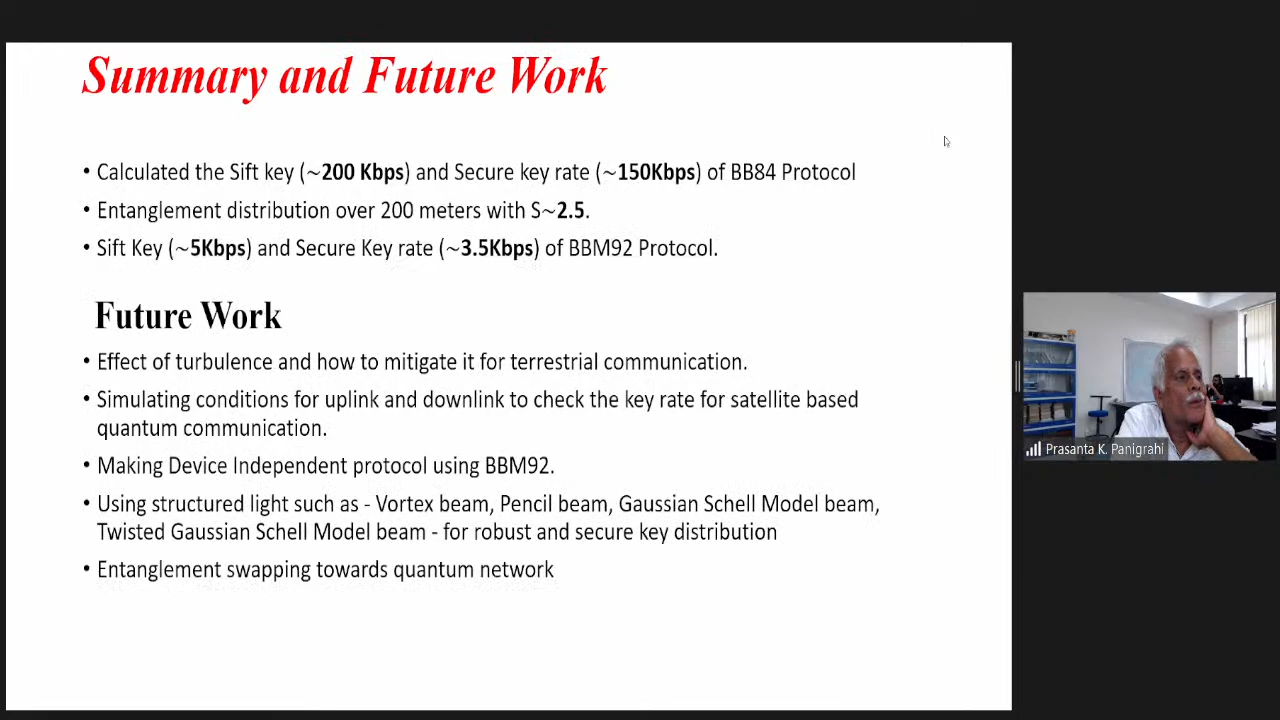 Summary and Future Work
• Calculated the Sift key (~200 Kbps) and Secure key rate (~150Kbps) of BB84 Protocol
• Entanglement distribution over 200 meters with S~2.5.
• Sift Key (~5Kbps) and Secure Key rate (~3.5Kbps) of BBM92 Protocol.
Future Work
• Effect of turbulence and how to mitigate it for terrestrial communication.
• Simulating conditions for uplink and downlink to check the key rate for satellite based
quantum communication.
• Making Device Independent protocol using BBM92.
• Using structured light such as - Vortex beam, Pencil beam, Gaussian Schell Model beam,
Twisted Gaussian Schell Model beam - for robust and secure key distribution
• Entanglement swapping towards quantum network
Prasanta K. Panigrahi